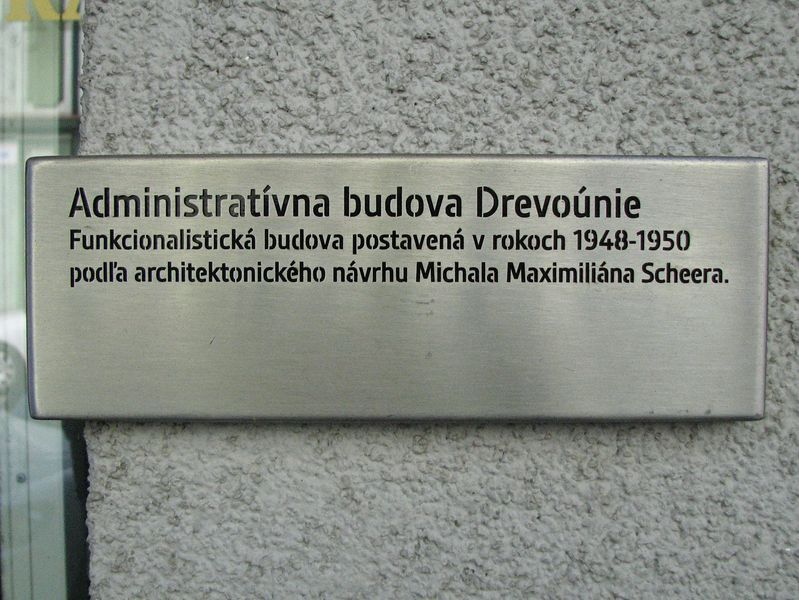 Administratívna budova Drevoúnie
Funkcionalistická budova postavená v rokoch 1948-1950
podľa architektonického návrhu Michala Maximiliána Scheera.